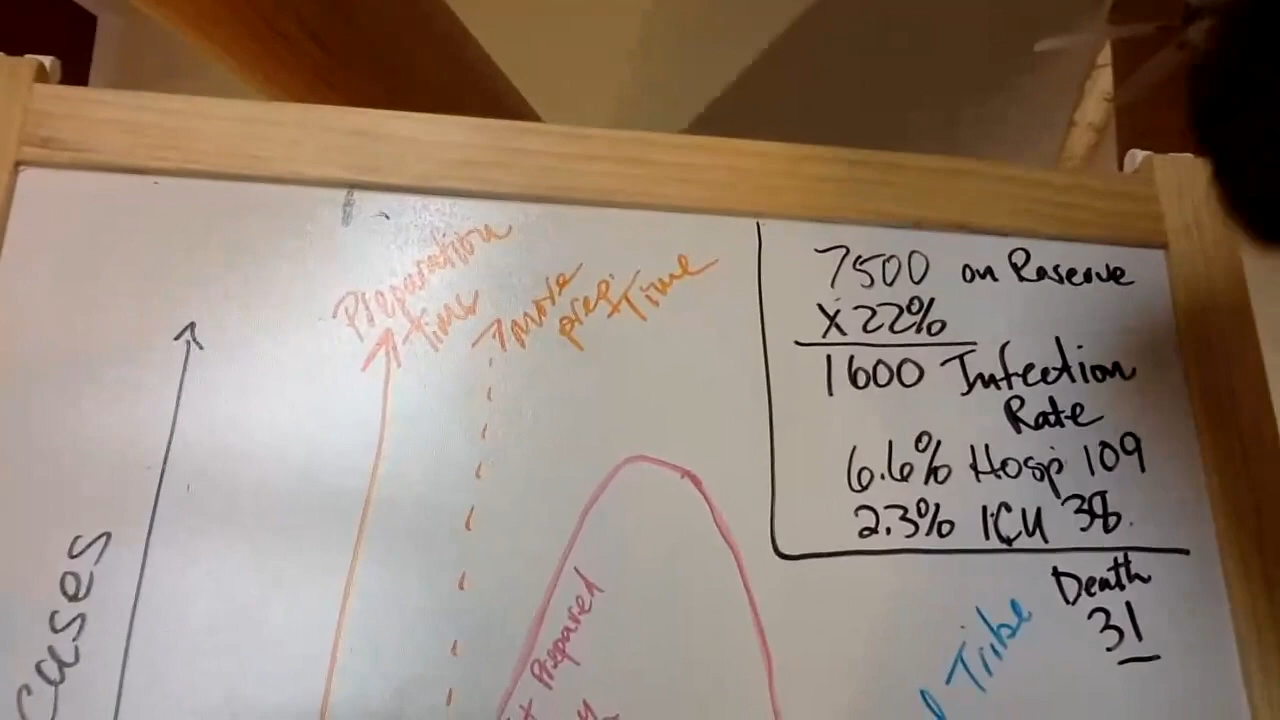 Preparation
Time
more
prep
Time
7500 on Reserve
X 22%
1600 Infection
Rate
6.6% Hosp 109
2.3% ICU 38
Death
31
Cases
Prepared
Tribe